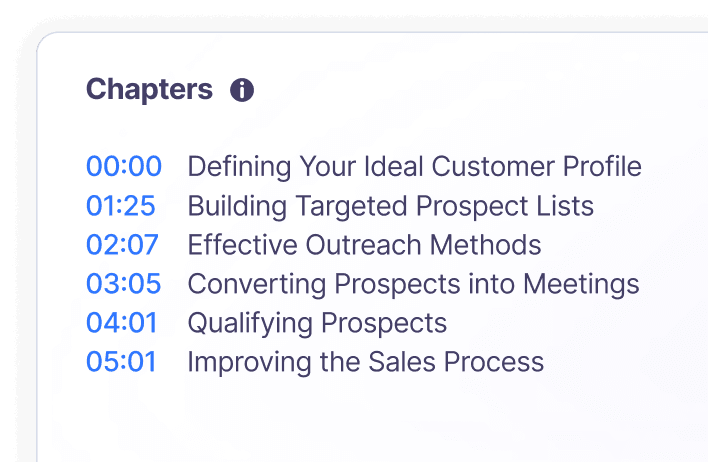 Chapters
00:00 Defining Your Ideal Customer Profile
01:25 Building Targeted Prospect Lists
02:07 Effective Outreach Methods
03:05 Converting Prospects into Meetings
04:01 Qualifying Prospects
05:01 Improving the Sales Process